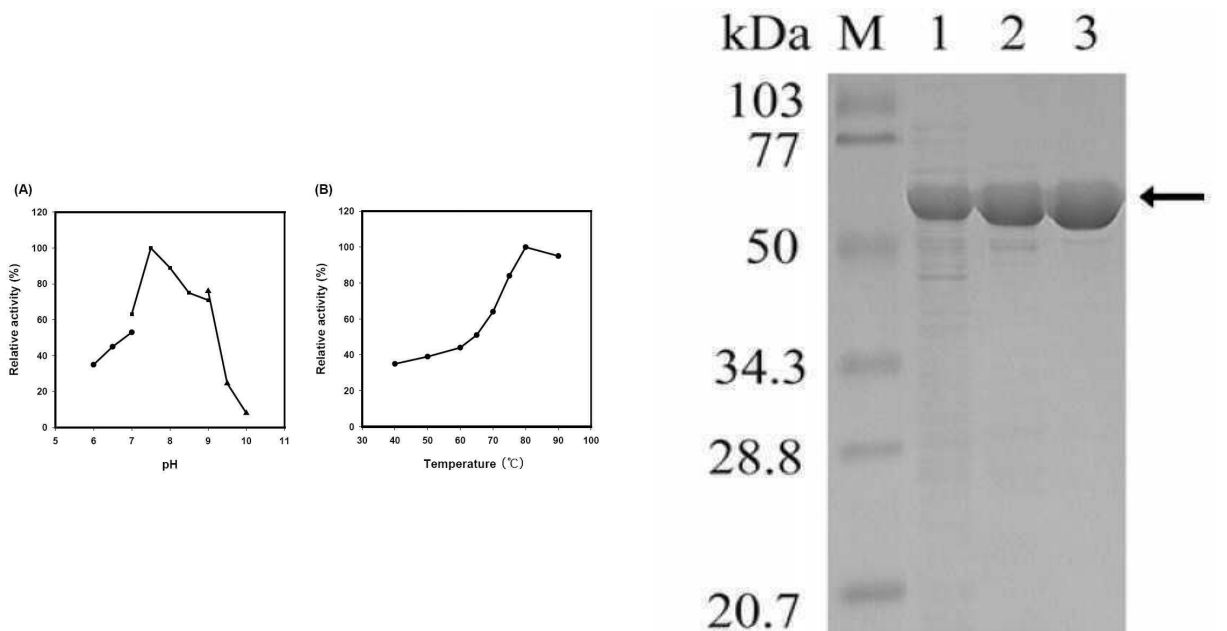 (A)
Relative activity (%)
120
100
80
60
40
20
0
5 6 7 8 9 10 11
pH
(B)
Relative activity (%)
120
100
80
60
40
20
0
30 40 50 60 70 80 90 100
Temperature (℃)
kDa M 1 2 3
103
77
50
34.3
28.8
20.7